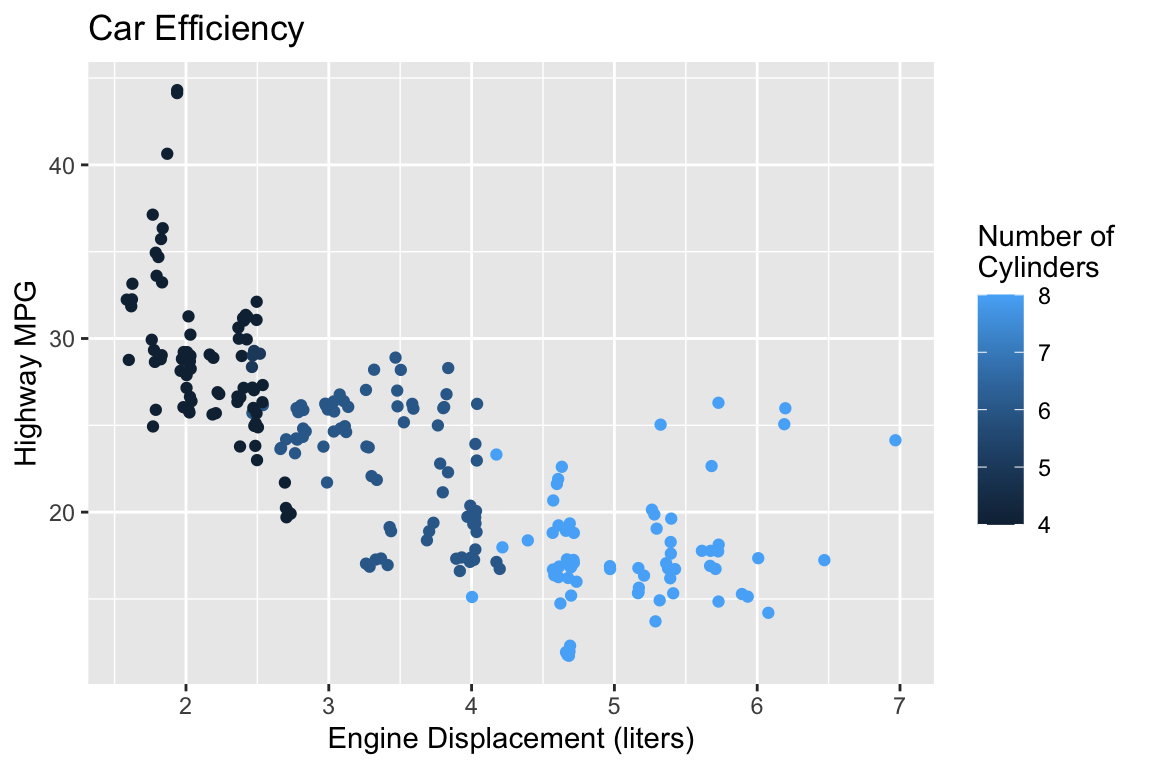 Car Efficiency
Highway MPG
40
30
20
2 3 4 5 6 7
Engine Displacement (liters)
Number of
Cylinders
8
7
6
5
4